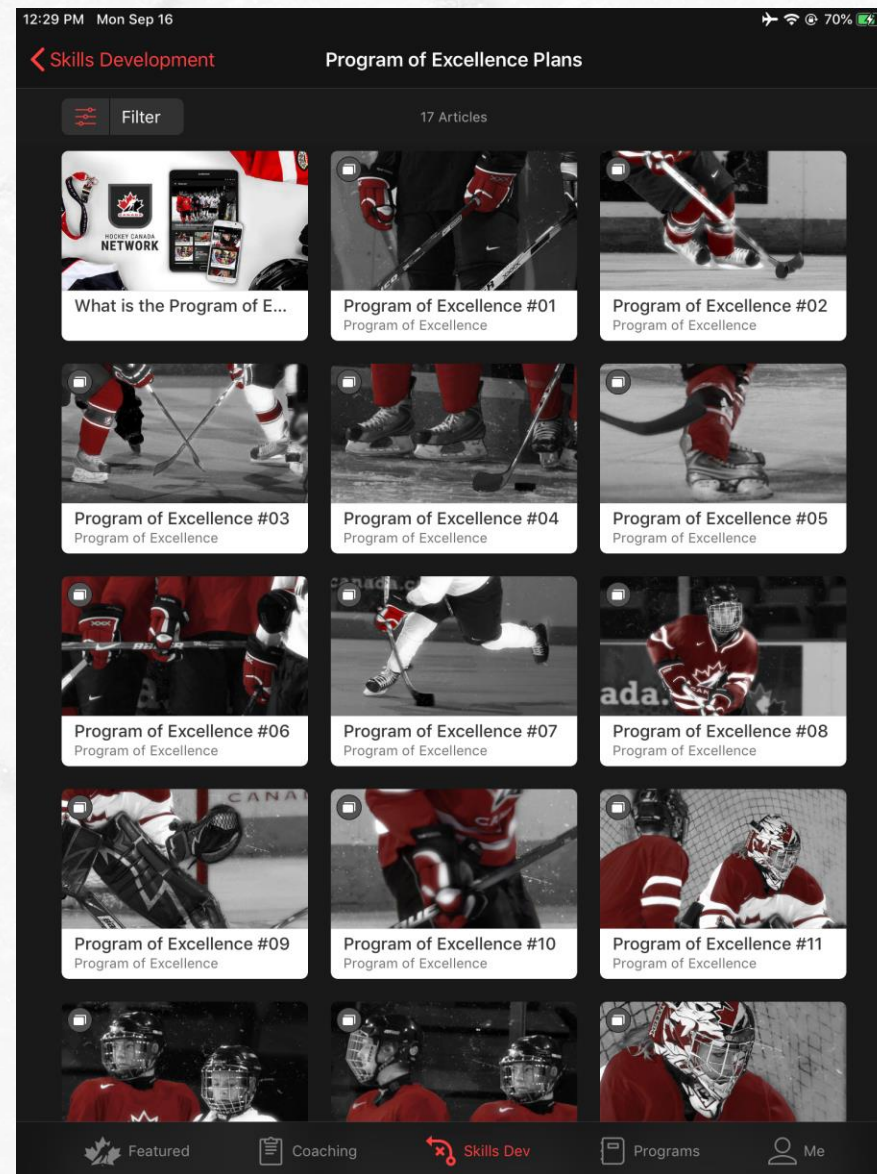 12:29 PM Mon Sep 16
70%
Skills Development
Program of Excellence Plans
Filter
17 Articles
CANADA
HOCKEY CANADA
NETWORK
What is the Program of E...
Program of Excellence #01
Program of Excellence
Program of Excellence #02
Program of Excellence
Program of Excellence #03
Program of Excellence
Program of Excellence #04
Program of Excellence
Program of Excellence #05
Program of Excellence
canada.c
Program of Excellence #06
Program of Excellence
Program of Excellence #07
Program of Excellence
ada.
Program of Excellence #08
Program of Excellence
CANA
Program of Excellence #09
Program of Excellence
Program of Excellence #10
Program of Excellence
Program of Excellence #11
Program of Excellence
Featured
Coaching
Skills Dev
Programs
Me